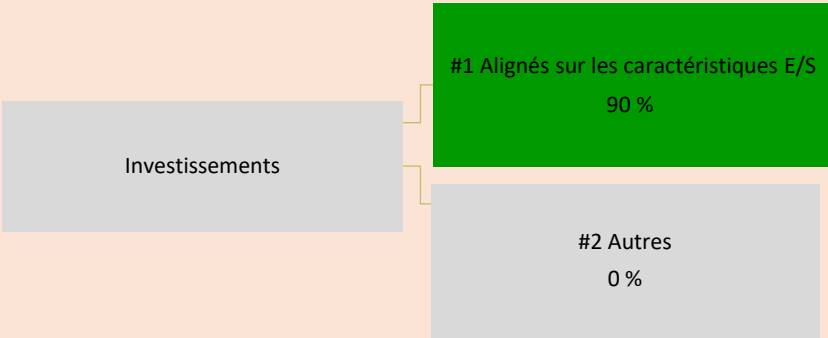 #1 Alignés sur les caractéristiques E/S
90 %
Investissements
#2 Autres
0 %